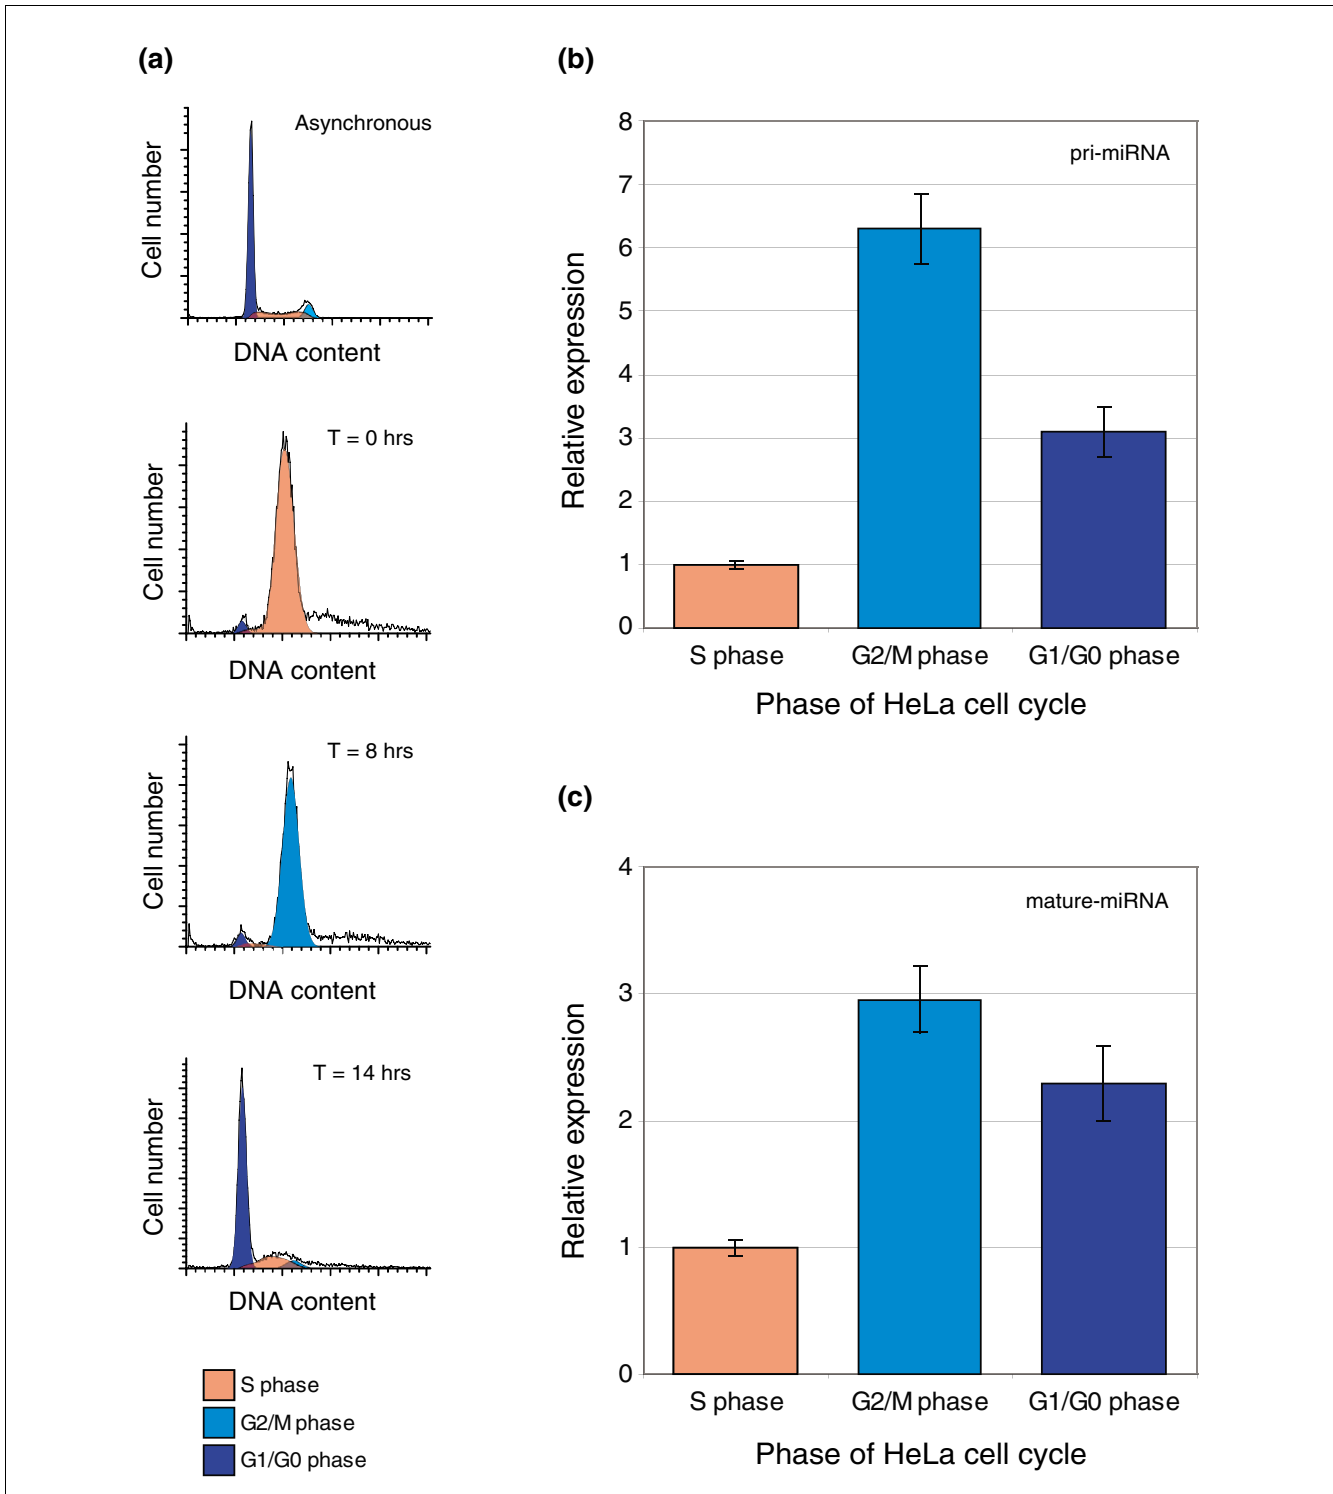 (a)
Asynchronous
Cell number
DNA content
T = 0 hrs
Cell number
DNA content
T = 8 hrs
Cell number
DNA content
T = 14 hrs
Cell number
DNA content
S phase
G2/M phase
G1/G0 phase
(b)
8
7
6
5
4
3
2
1
0
pri-miRNA
Relative expression
S phase G2/M phase G1/G0 phase
Phase of HeLa cell cycle
(c)
4
3
2
1
0
mature-miRNA
Relative expression
S phase G2/M phase G1/G0 phase
Phase of HeLa cell cycle